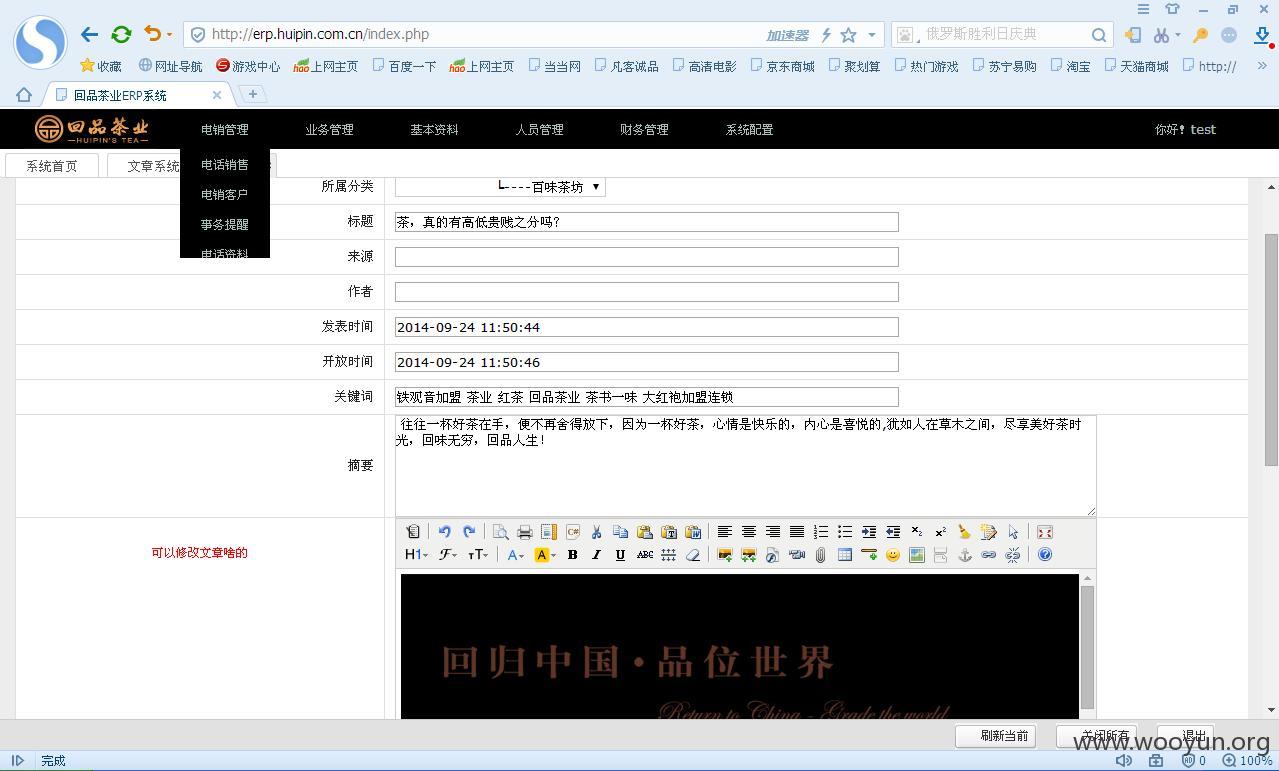 http://erp.huipin.com.cn/index.php
加速器
俄罗斯胜利日庆典
收藏 网址导航 游戏中心 上网主页 百度一下 上网主页 当当网 凡客诚品 高清电影 京东商城 聚划算 热门游戏 苏宁易购 淘宝 天猫商城 http://
回品茶业ERP系统
回品茶业 电销管理 业务管理 基本资料 人员管理 财务管理 系统配置 你好! test
HUIPIN'S TEA
系统首页 文章系统
电话销售
电销客户
事务提醒
电话资料
所属分类 ┗----百味茶坊
标题 茶，真的有高低贵贱之分吗?
来源
作者
发表时间 2014-09-24 11:50:44
开放时间 2014-09-24 11:50:46
关键词 铁观音加盟 茶业 红茶 回品茶业 茶书一味 大红袍加盟连锁
摘要
往往一杯好茶在手，便不再舍得放下，因为一杯好茶，心情是快乐的，内心是喜悦的,犹如人在草木之间，尽享美好茶时
光，回味无穷，回品人生!
可以修改文章啥的
回归中国·品位世界
Return to China - Grade the world
刷新当前 关闭所有 退出
www.wooyun.org
完成 0 100%